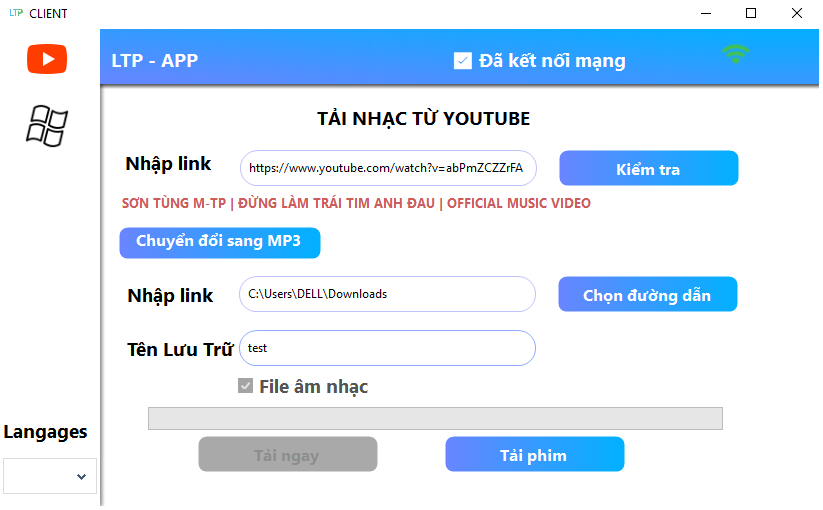 LTP CLIENT
LTP - APP
Đã kết nối mạng
TẢI NHẠC TỪ YOUTUBE
Nhập link
https://www.youtube.com/watch?v=abPmZCZZrFA
Kiểm tra
SƠN TÙNG M-TP | ĐỪNG LÀM TRÁI TIM ANH ĐAU | OFFICIAL MUSIC VIDEO
Chuyển đổi sang MP3
Nhập link
C:\Users\DELL\Downloads
Chọn đường dẫn
Tên Lưu Trữ
test
File âm nhạc
Langages
Tải ngay
Tải phim